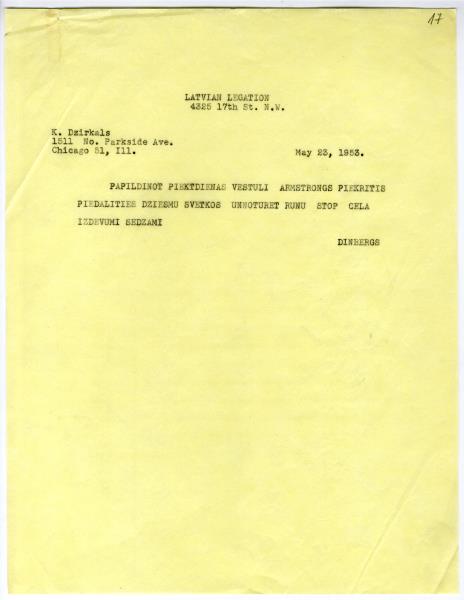 17
LATVIAN LEGATION
4325 17th St. N.W.
K. Dzirkals
1511 No. Parkside Ave.
Chicago 51, Ill.
May 23, 1953.
PAPILDINOT PIEKTDIENAS VESTULI ARMSTRONGS PIEKRITIS
PIEDALITIES DZIESMU SVETKOS UNNOTURET RUNU STOP CELA
IZDEVUMI SEDZAMI
DINBERGS